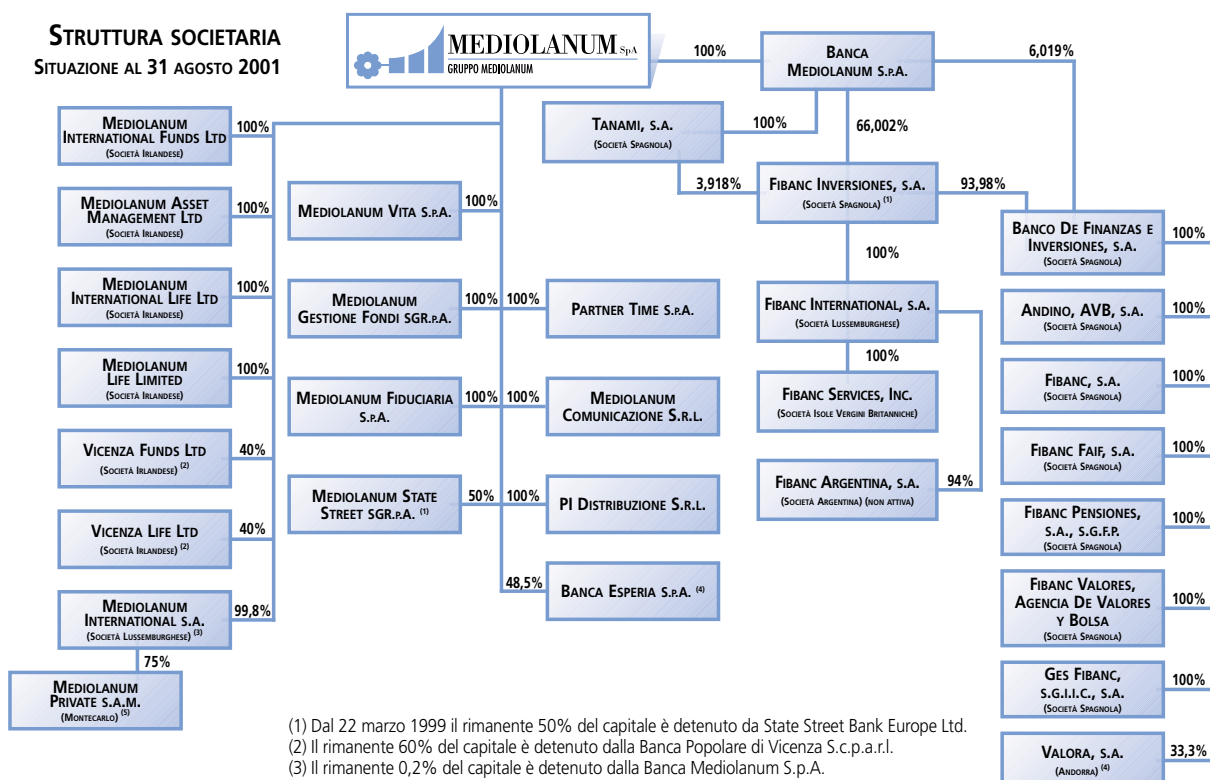 STRUTTURA SOCIETARIA
SITUAZIONE AL 31 AGOSTO 2001
MEDIOLANUM SpA
GRUPPO MEDIOLANUM
100%
BANCA
MEDIOLANUM S.P.A.
6,019%
MEDIOLANUM
INTERNATIONAL FUNDS LTD
(SOCIETÀ IRLANDESE)
100%
MEDIOLANUM ASSET
MANAGEMENT LTD
(SOCIETÀ IRLANDESE)
100%
MEDIOLANUM
INTERNATIONAL LIFE LTD
(SOCIETÀ IRLANDESE)
100%
MEDIOLANUM
LIFE LIMITED
(SOCIETÀ IRLANDESE)
100%
VICENZA FUNDS LTD
(SOCIETÀ IRLANDESE) (2)
40%
VICENZA LIFE LTD
(SOCIETÀ IRLANDESE) (2)
40%
MEDIOLANUM
INTERNATIONAL S.A.
(SOCIETÀ LUSSEMBURGHESE) (3)
99,8%
75%
MEDIOLANUM
PRIVATE S.A.M.
(MONTECARLO) (5)
MEDIOLANUM VITA S.P.A.
100%
MEDIOLANUM
GESTIONE FONDI SGR.P.A.
100%
100%
PARTNER TIME S.P.A.
MEDIOLANUM FIDUCIARIA
S.P.A.
100%
100%
MEDIOLANUM
COMUNICAZIONE S.R.L.
MEDIOLANUM STATE
STREET SGR.P.A. (1)
50%
100%
PI DISTRIBUZIONE S.R.L.
48,5%
BANCA ESPERIA S.P.A. (4)
TANAMI, S.A.
(SOCIETÀ SPAGNOLA)
100%
66,002%
3,918%
FIBANC INVERSIONES, S.A.
(SOCIETÀ SPAGNOLA) (1)
93,98%
100%
FIBANC INTERNATIONAL, S.A.
(SOCIETÀ LUSSEMBURGHESE)
100%
FIBANC SERVICES, INC.
(SOCIETÀ ISOLE VERGINI BRITANNICHE)
FIBANC ARGENTINA, S.A.
(SOCIETÀ ARGENTINA) (NON ATTIVA)
94%
BANCO DE FINANZAS E
INVERSIONES, S.A.
(SOCIETÀ SPAGNOLA)
100%
ANDINO, AVB, S.A.
(SOCIETÀ SPAGNOLA)
100%
FIBANC, S.A.
(SOCIETÀ SPAGNOLA)
100%
FIBANC FAIF, S.A.
(SOCIETÀ SPAGNOLA)
100%
FIBANC PENSIONES,
S.A., S.G.F.P.
(SOCIETÀ SPAGNOLA)
100%
FIBANC VALORES,
AGENCIA DE VALORES
Y BOLSA
(SOCIETÀ SPAGNOLA)
100%
GES FIBANC,
S.G.I.I.C., S.A.
(SOCIETÀ SPAGNOLA)
100%
VALORA, S.A.
(ANDORRA) (4)
33,3%
(1) Dal 22 marzo 1999 il rimanente 50% del capitale è detenuto da State Street Bank Europe Ltd.
(2) Il rimanente 60% del capitale è detenuto dalla Banca Popolare di Vicenza S.c.p.a.r.l.
(3) Il rimanente 0,2% del capitale è detenuto dalla Banca Mediolanum S.p.A.